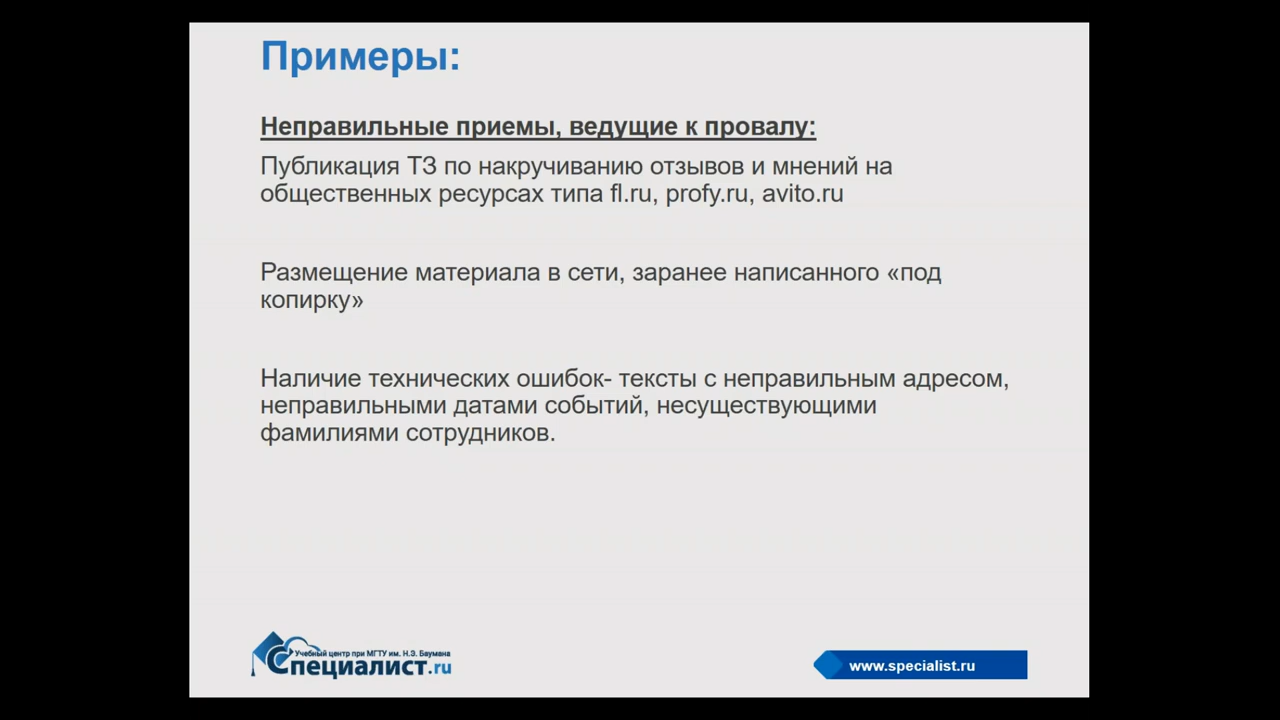 Примеры:
Неправильные приемы, ведущие к провалу:
Публикация ТЗ по накручиванию отзывов и мнений на
общественных ресурсах типа fl.ru, profy.ru, avito.ru
Размещение материала в сети, заранее написанного «под
копирку»
Наличие технических ошибок- тексты с неправильным адресом,
неправильными датами событий, несуществующими
фамилиями сотрудников.
Учебный центр при МГТУ им. Н.Э. Баумана
Специалист.ru
www.specialist.ru